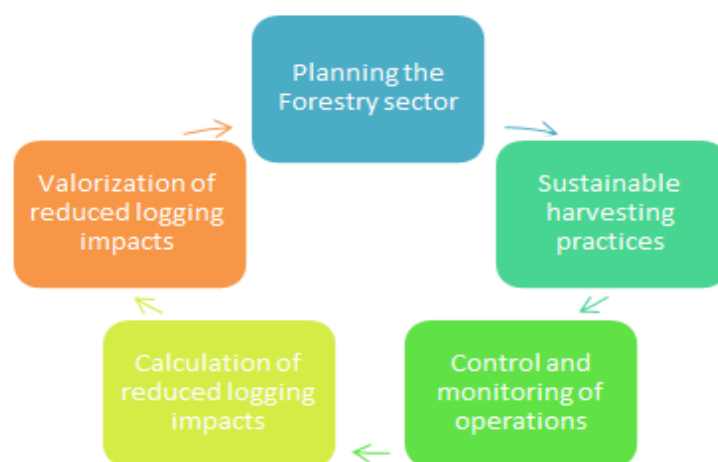 Planning the
Forestry sector
Sustainable
harvesting
practices
Control and
monitoring of
operations
Calculation of
reduced logging
impacts
Valorization of
reduced logging
impacts